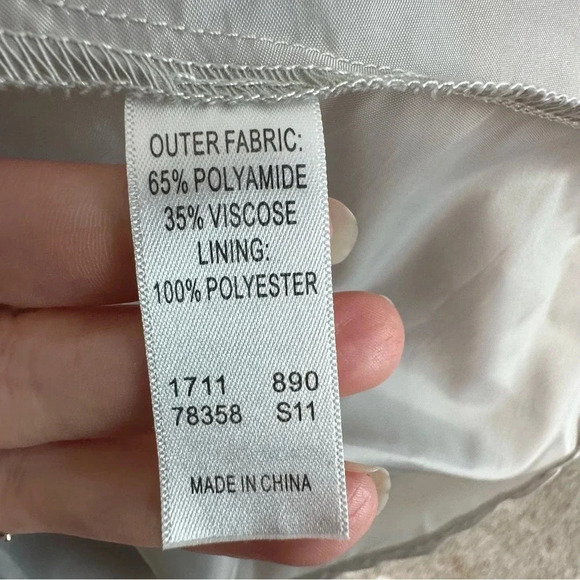 OUTER FABRIC:
65% POLYAMIDE
35% VISCOSE
LINING:
100% POLYESTER
1711 890
78358 S11
MADE IN CHINA